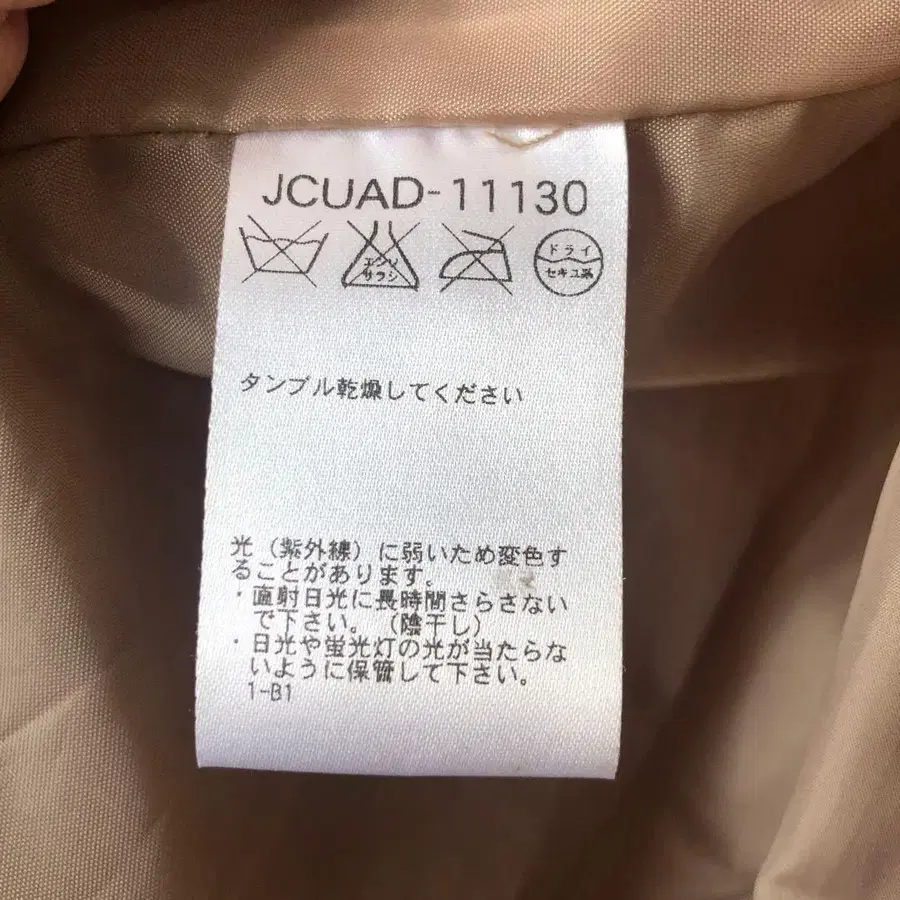 JCUAD-11130
エンソ
サラシ
ドライ
セキユ系
タンブル乾燥してください
光（紫外線）に弱いため変色す
ることがあります。
・直射日光に長時間さらさない
で下さい。（陰干し）
・日光や蛍光灯の光が当たらな
いように保管して下さい。
1-B1